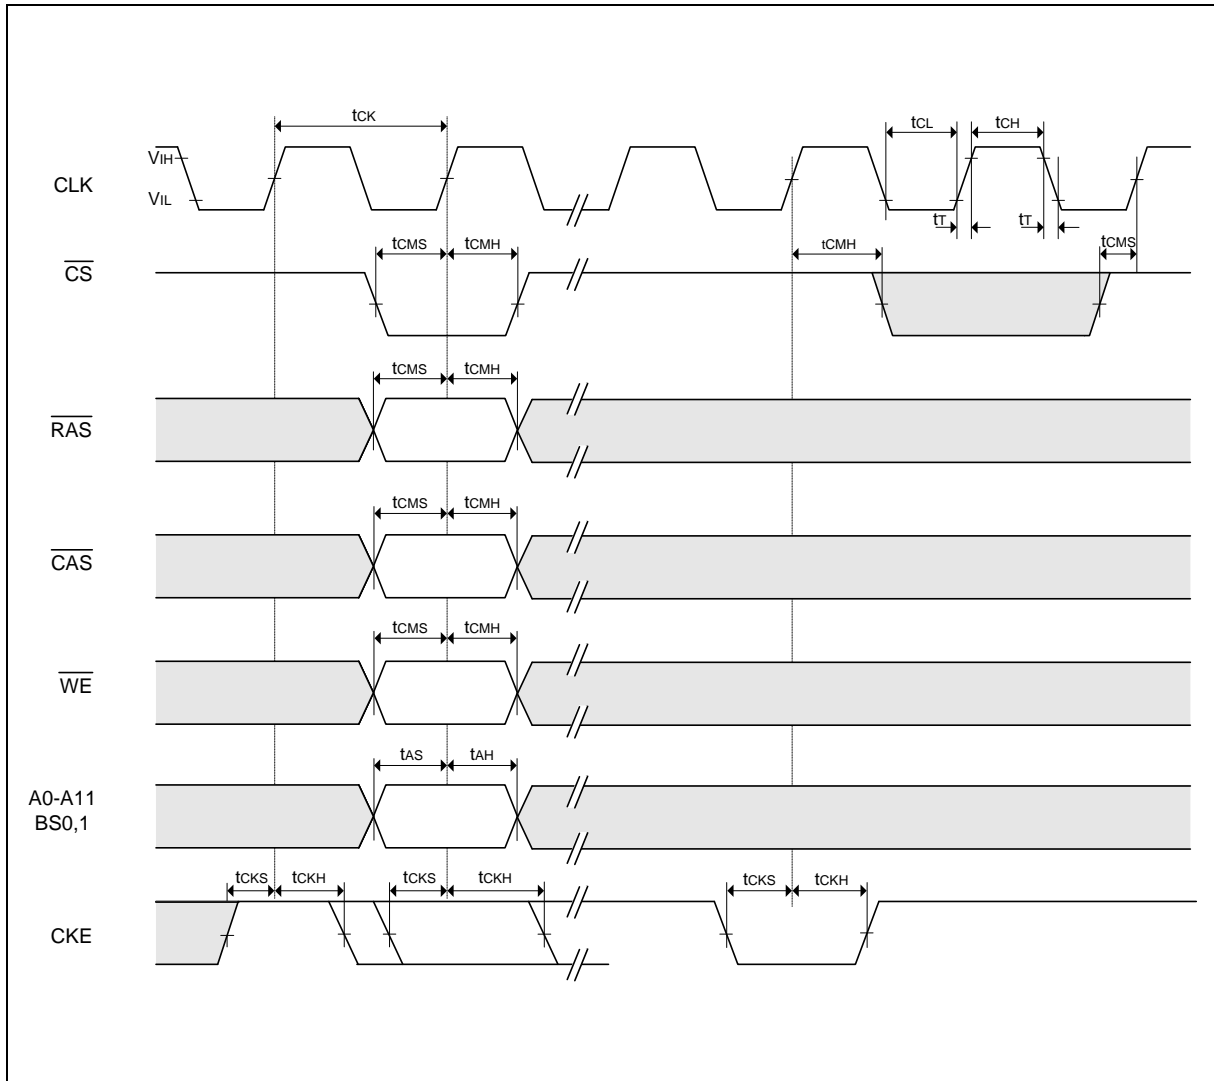 tCK
tCL
tCH
VIH
CLK
VIL
tT
tT
tCMS
tCMH
tCMH
tCMS
CS
tCMS
tCMH
RAS
tCMS
tCMH
CAS
tCMS
tCMH
WE
tAS
tAH
A0-A11
BS0,1
tCKS
tCKH
tCKS
tCKH
tCKS
tCKH
CKE